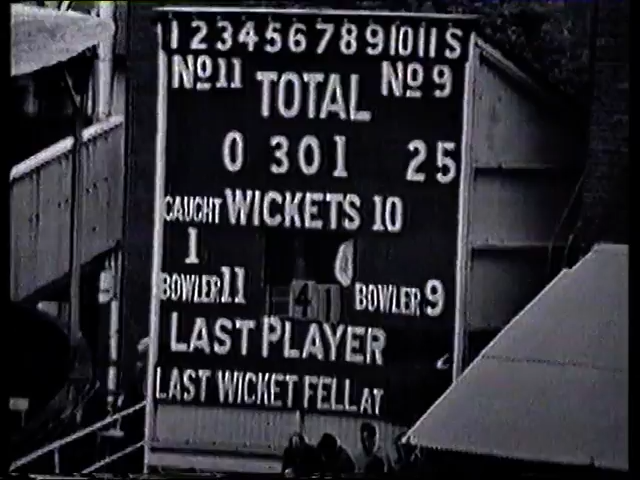 1 2 3 4 5 6 7 8 9 10 11 S
No 11 No 9
TOTAL
0 301 25
CAUGHT WICKETS 10
1
BOWLER 11 41 BOWLER 9
LAST PLAYER
LAST WICKET FELL AT